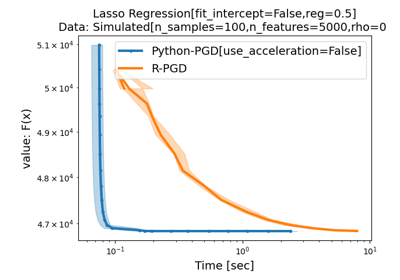 Lasso Regression[fit_intercept=False,reg=0.5]
Data: Simulated[n_samples=100,n_features=5000,rho=0
Python-PGD[use_acceleration=False]
R-PGD
value: F(x)
5.1 × 10⁴
5 × 10⁴
4.9 × 10⁴
4.8 × 10⁴
4.7 × 10⁴
10⁻¹ 10⁰ 10¹
Time [sec]